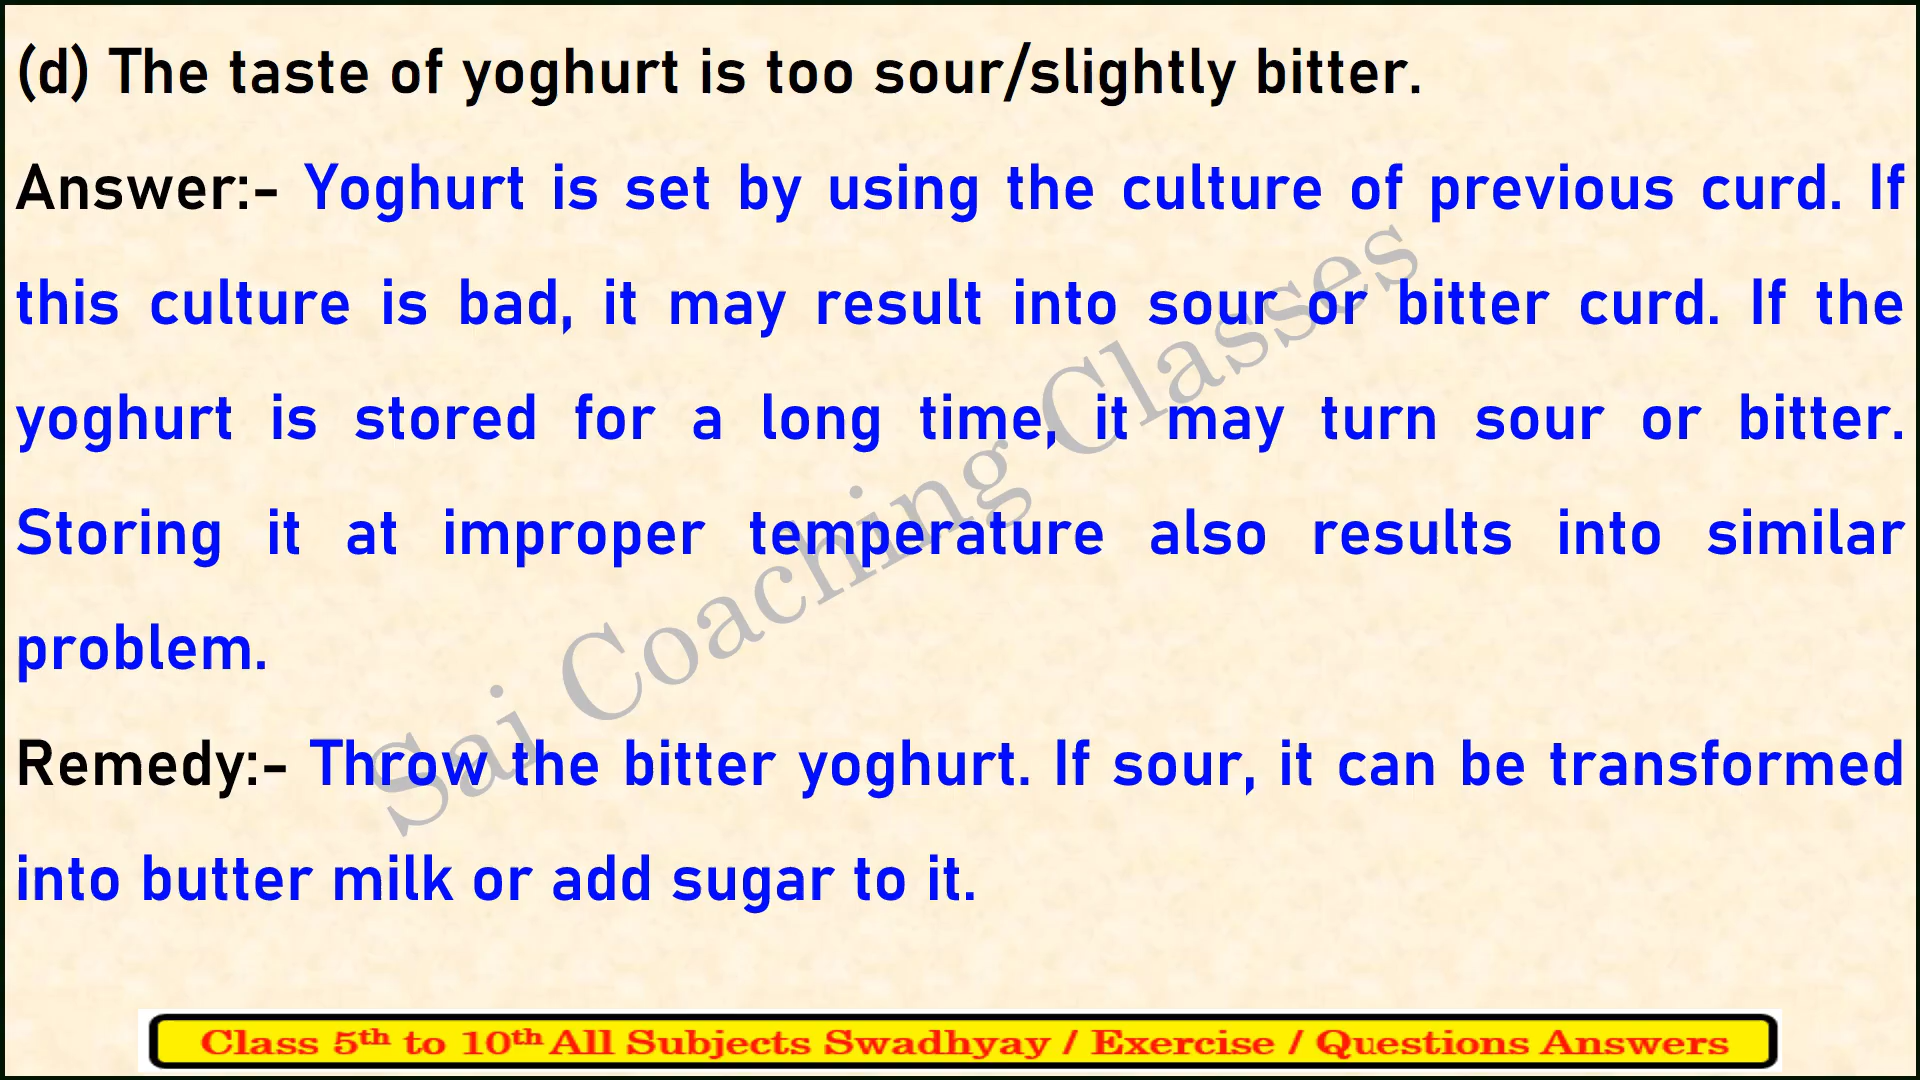 (d) The taste of yoghurt is too sour/slightly bitter.
Answer:- Yoghurt is set by using the culture of previous curd. If
this culture is bad, it may result into sour or bitter curd. If the
yoghurt is stored for a long time, it may turn sour or bitter.
Storing it at improper temperature also results into similar
problem.
Remedy:- Throw the bitter yoghurt. If sour, it can be transformed
into butter milk or add sugar to it.
Sai Coaching Classes
Class 5th to 10th All Subjects Swadhyay / Exercise / Questions Answers